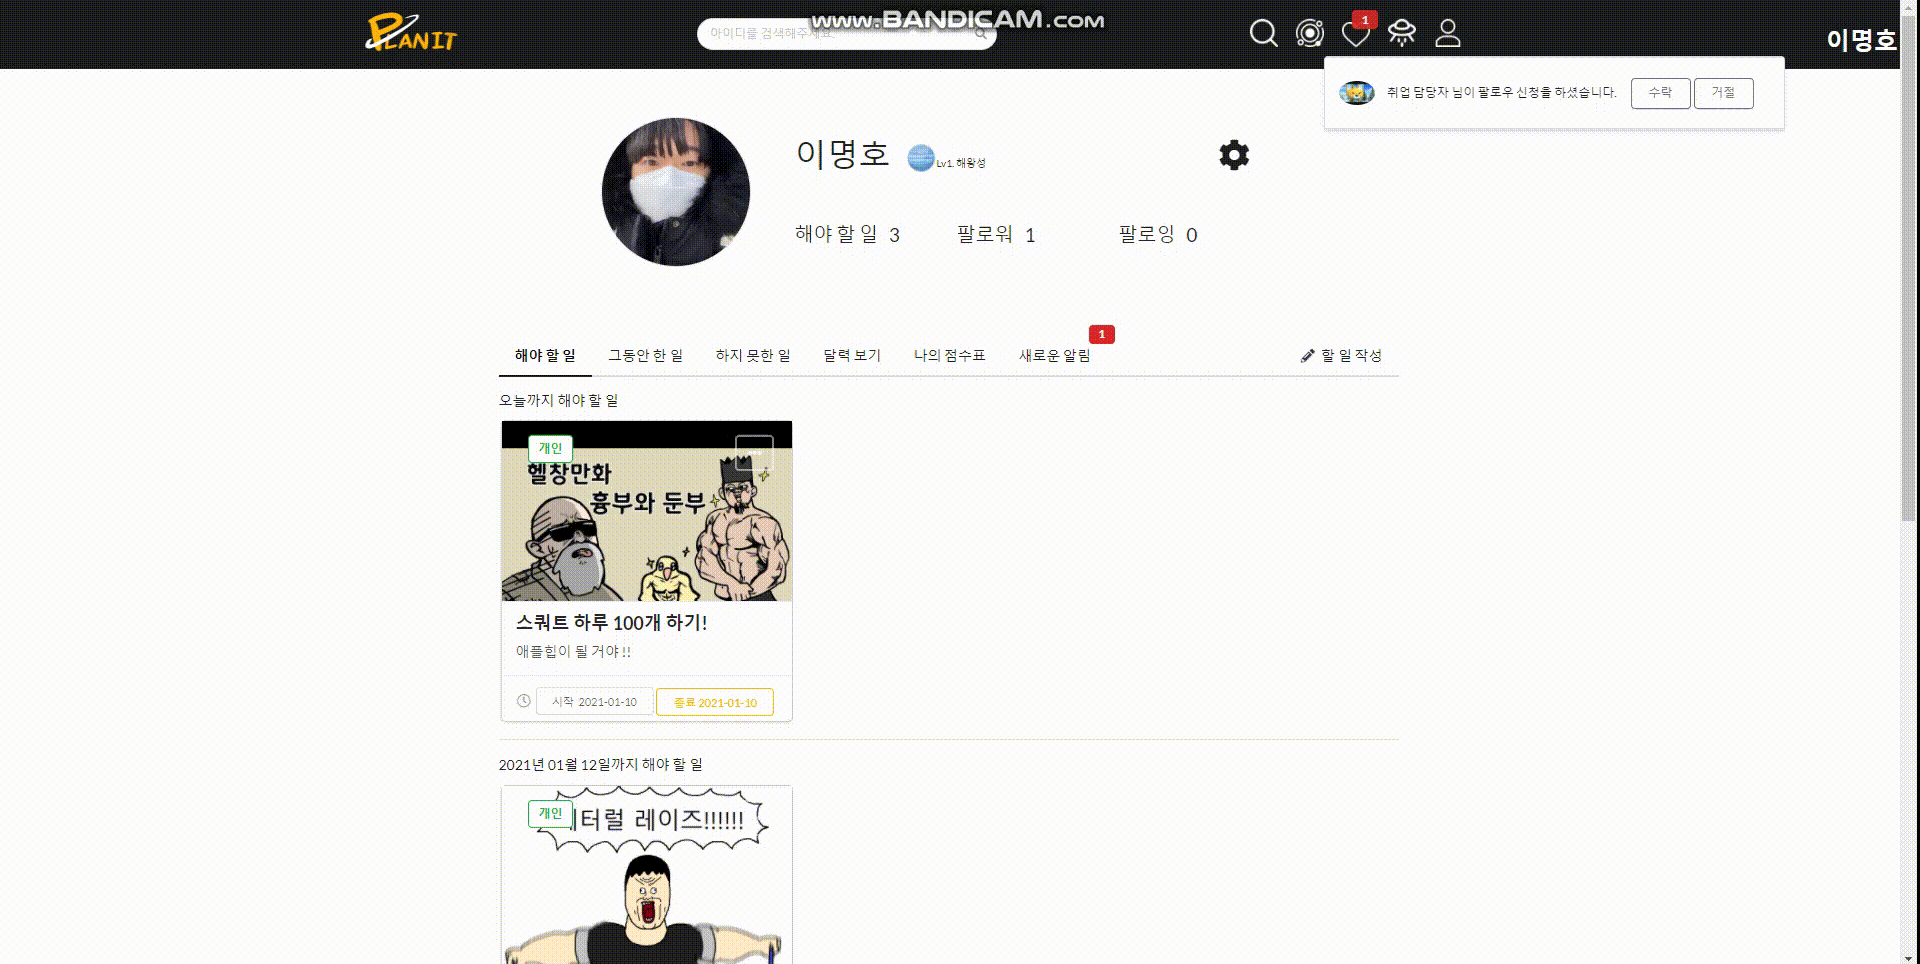 PLANIT
아이디를 검색해주세요.
www.BANDICAM.com
1
이명호
취업 담당자 님이 팔로우 신청을 하셨습니다. 수락 거절
이명호 Lv1. 해왕성
해야 할 일 3 팔로워 1 팔로잉 0
1
해야 할 일 그동안 한 일 하지 못한 일 달력 보기 나의 점수표 새로운 알림 할 일 작성
오늘까지 해야 할 일
개인
헬창만화
흉부와 둔부
스쿼트 하루 100개 하기!
애플힙이 될 거야 !!
시작 2021-01-10 종료 2021-01-10
2021년 01월 12일까지 해야 할 일
개인
터럴 레이즈!!!!!!